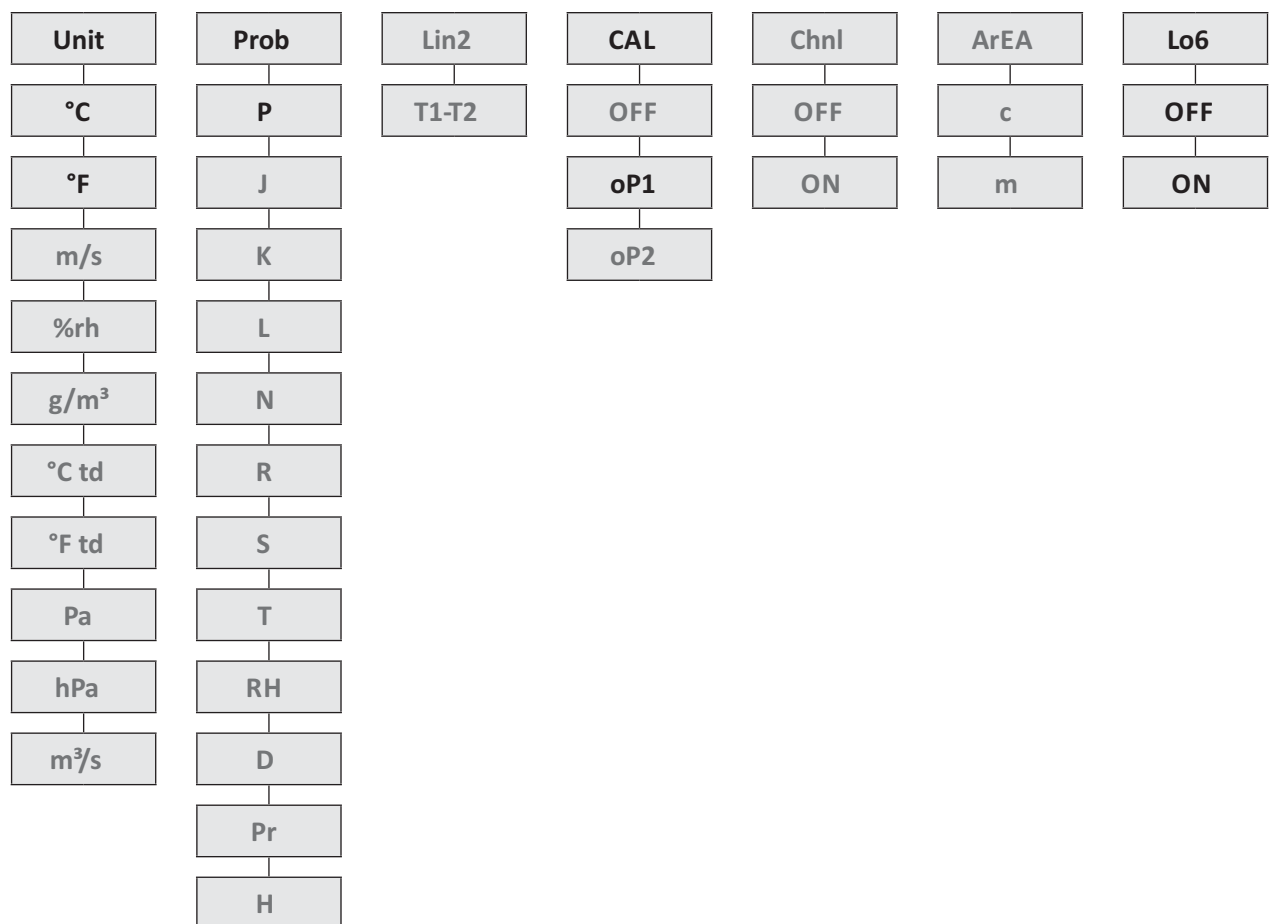 Unit Prob Lin2 CAL Chnl ArEA Lo6
°C P T1-T2 OFF OFF c OFF
°F J oP1 ON m ON
m/s K oP2
%rh L
g/m³ N
°C td R
°F td S
Pa T
hPa RH
m³/s D
Pr
H